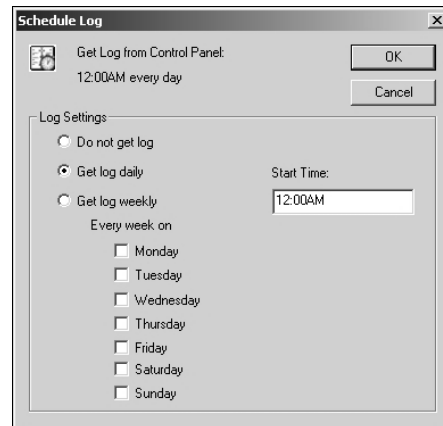 Schedule Log
Get Log from Control Panel:
12:00AM every day
OK
Cancel
Log Settings
Do not get log
Get log daily
Start Time:
12:00AM
Get log weekly
Every week on
Monday
Tuesday
Wednesday
Thursday
Friday
Saturday
Sunday